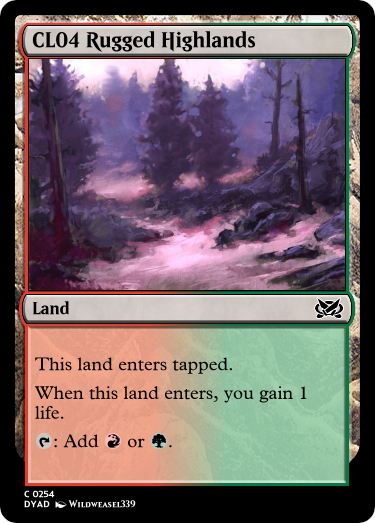 CL04 Rugged Highlands
Land
This land enters tapped.
When this land enters, you gain 1
life.
: Add or .
C 0254
DYAD Wildweasel339